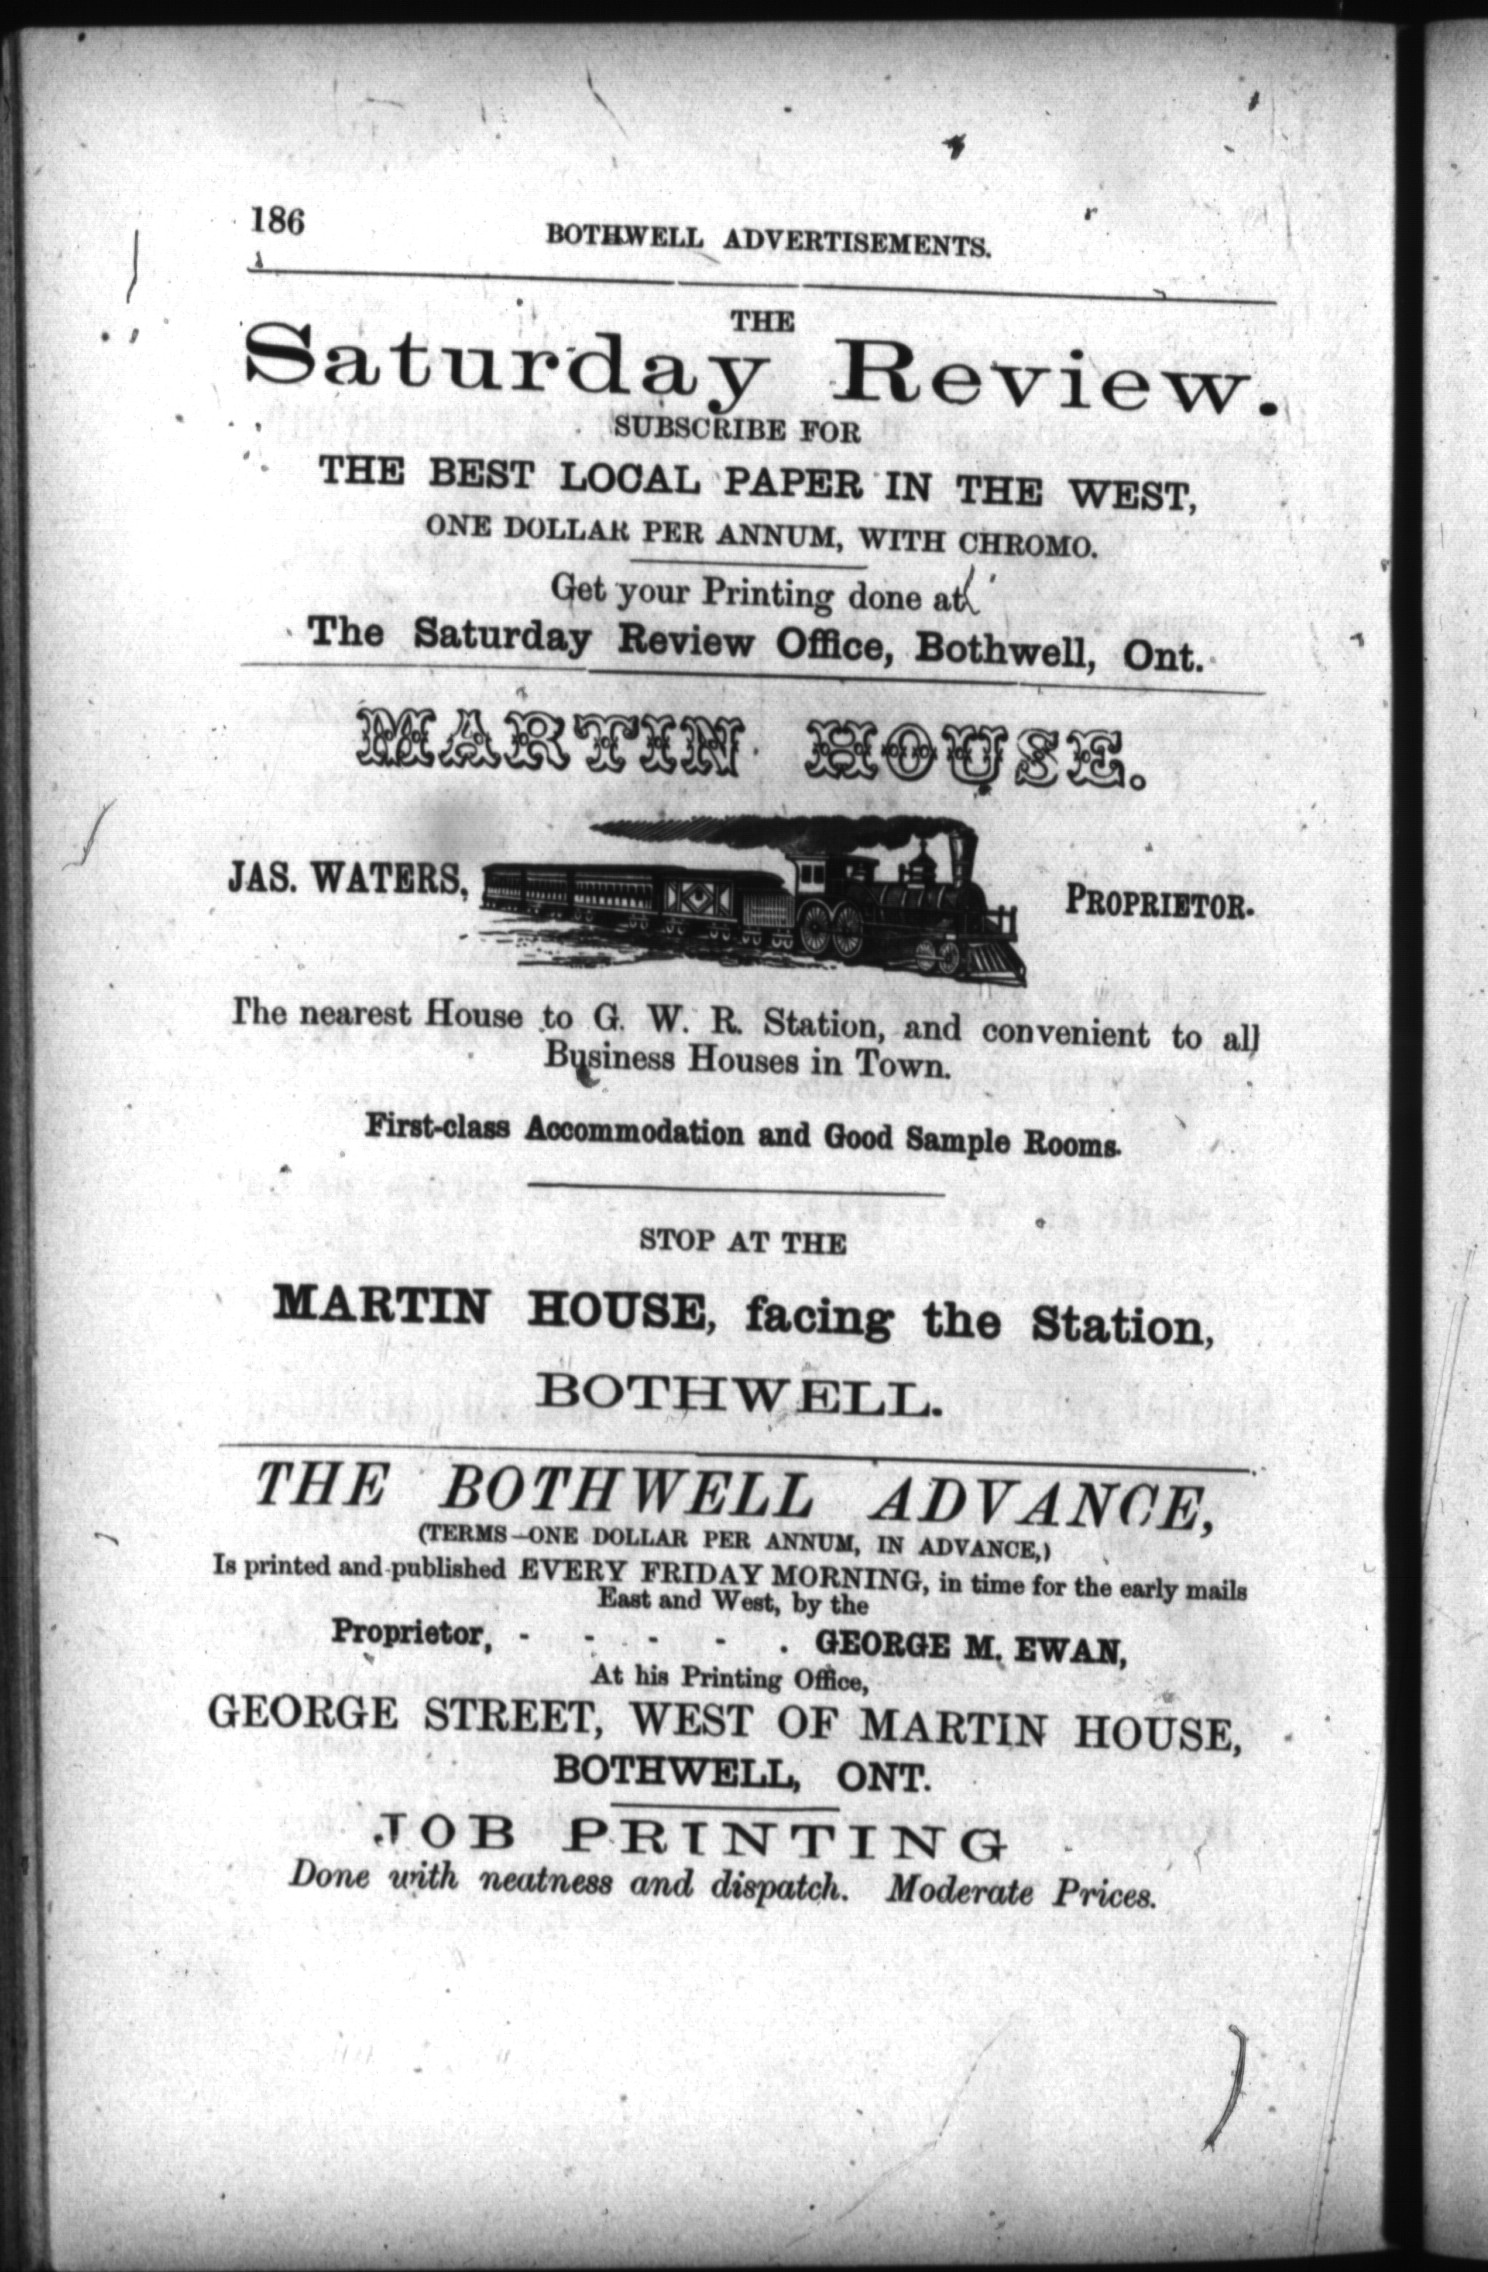 186
BOTHWELL ADVERTISEMENTS.
THE
Saturday Review.
SUBSCRIBE FOR
THE BEST LOCAL PAPER IN THE WEST,
ONE DOLLAR PER ANNUM, WITH CHROMO.
Get your Printing done at
The Saturday Review Office, Bothwell, Ont.
MARTIN HOUSE.
JAS. WATERS, PROPRIETOR.
The nearest House to G. W. R. Station, and convenient to all
Business Houses in Town.
First-class Accommodation and Good Sample Rooms.
STOP AT THE
MARTIN HOUSE, facing the Station,
BOTHWELL.
THE BOTHWELL ADVANCE,
(TERMS—ONE DOLLAR PER ANNUM, IN ADVANCE,)
Is printed and published EVERY FRIDAY MORNING, in time for the early mails
East and West, by the
Proprietor, - - - - . GEORGE M. EWAN,
At his Printing Office,
GEORGE STREET, WEST OF MARTIN HOUSE,
BOTHWELL, ONT.
JOB PRINTING
Done with neatness and dispatch. Moderate Prices.